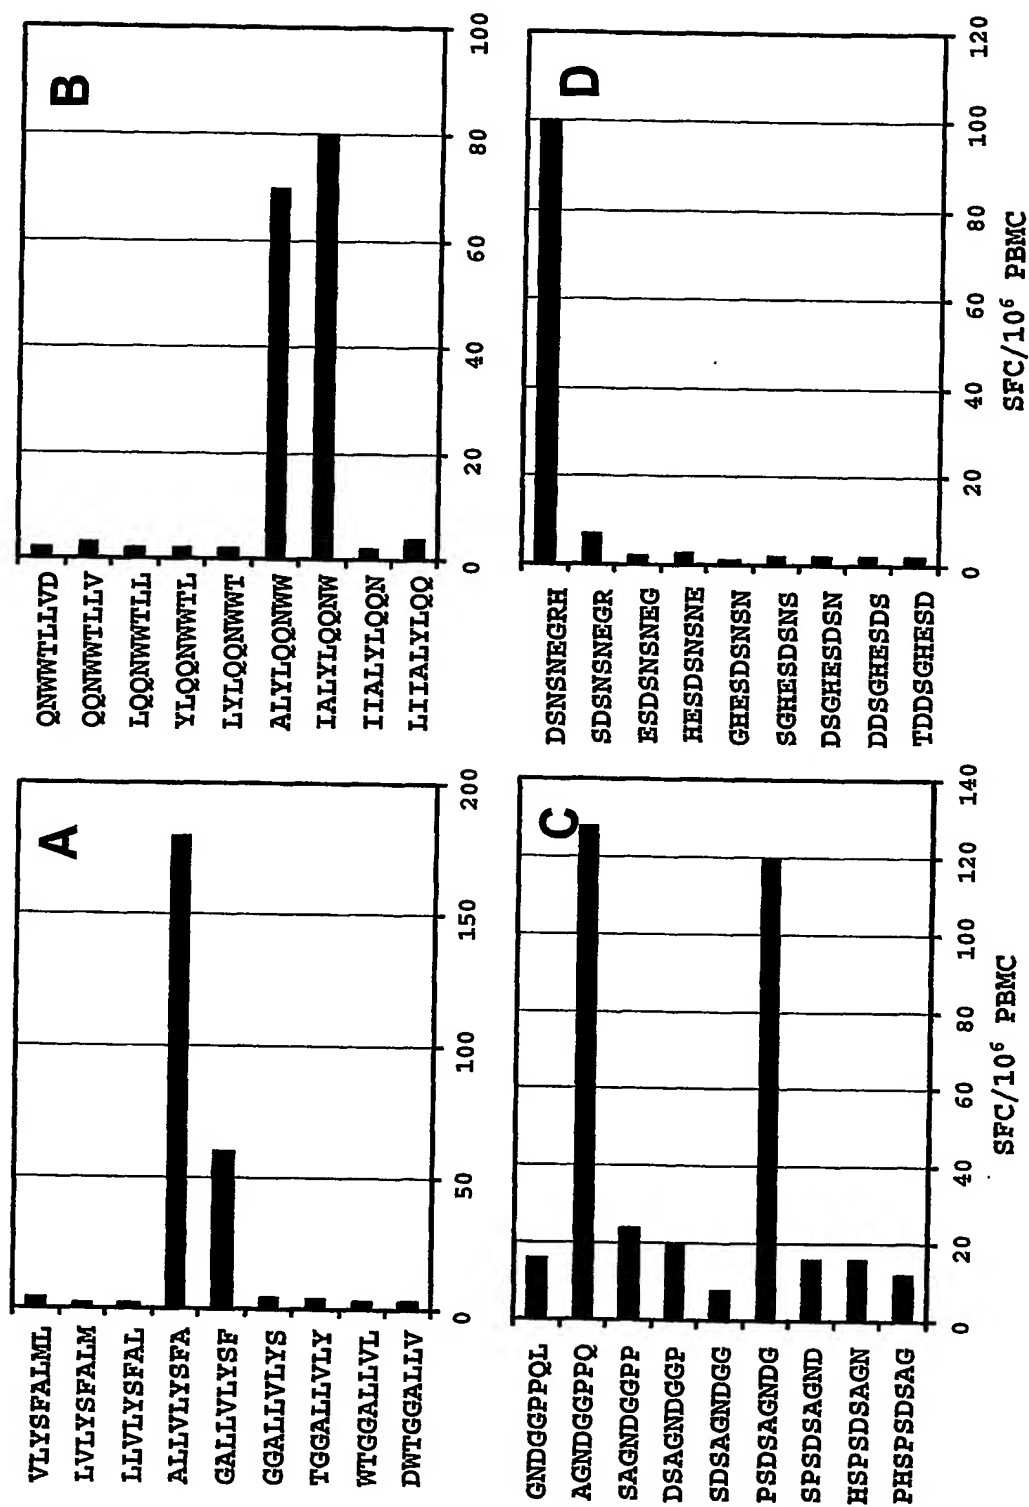 A
VLYSFALML
LVLYSFALM
LLVLYSFAL
ALLVLYSFA
GALLVLYSF
GGALLVLYS
TGGALLVLY
WTGGALLVL
DWTGGALLV
0 50 100 150 200
B
QNWWTLLVD
QQNWWTLLV
LQQNWWTLL
YLQQNWWTL
LYLQQNWWT
ALYLQQNWW
IALYLQQNW
IIALYLQQN
LIIALYLQQ
0 20 40 60 80 100
C
GNDGGPPQL
AGNDGGPPQ
SAGNDGGPP
DSAGNDGGP
SDSAGNDGG
PSDSAGNDG
SPSDSAGND
HSPSDSAGN
PHSPSDSAG
0 20 40 60 80 100 120 140
SFC/10⁶ PBMC
D
DSNSNEGRH
SDSNSNEGR
ESDSNSNEG
HESDSNSNE
GHESDSNSN
SGHESDSNS
DSGHESDSN
DDSGHESDS
TDDSGHESD
0 20 40 60 80 100 120
SFC/10⁶ PBMC